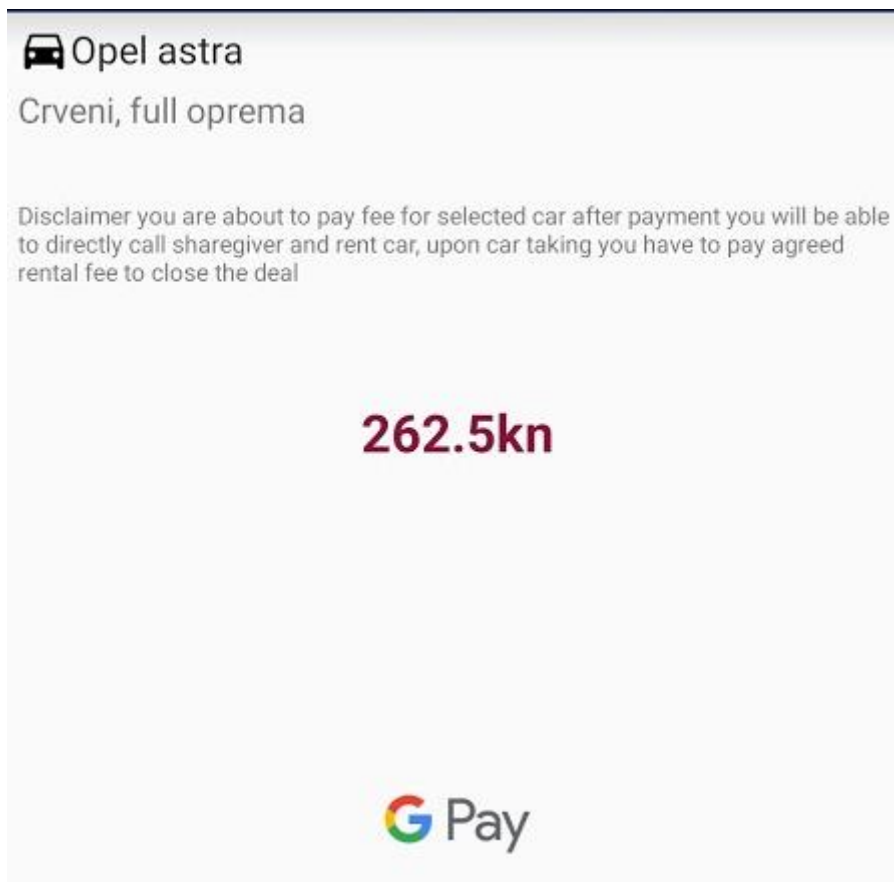 Opel astra
Crveni, full oprema
Disclaimer you are about to pay fee for selected car after payment you will be able
to directly call sharegiver and rent car, upon car taking you have to pay agreed
rental fee to close the deal
262.5kn
G Pay